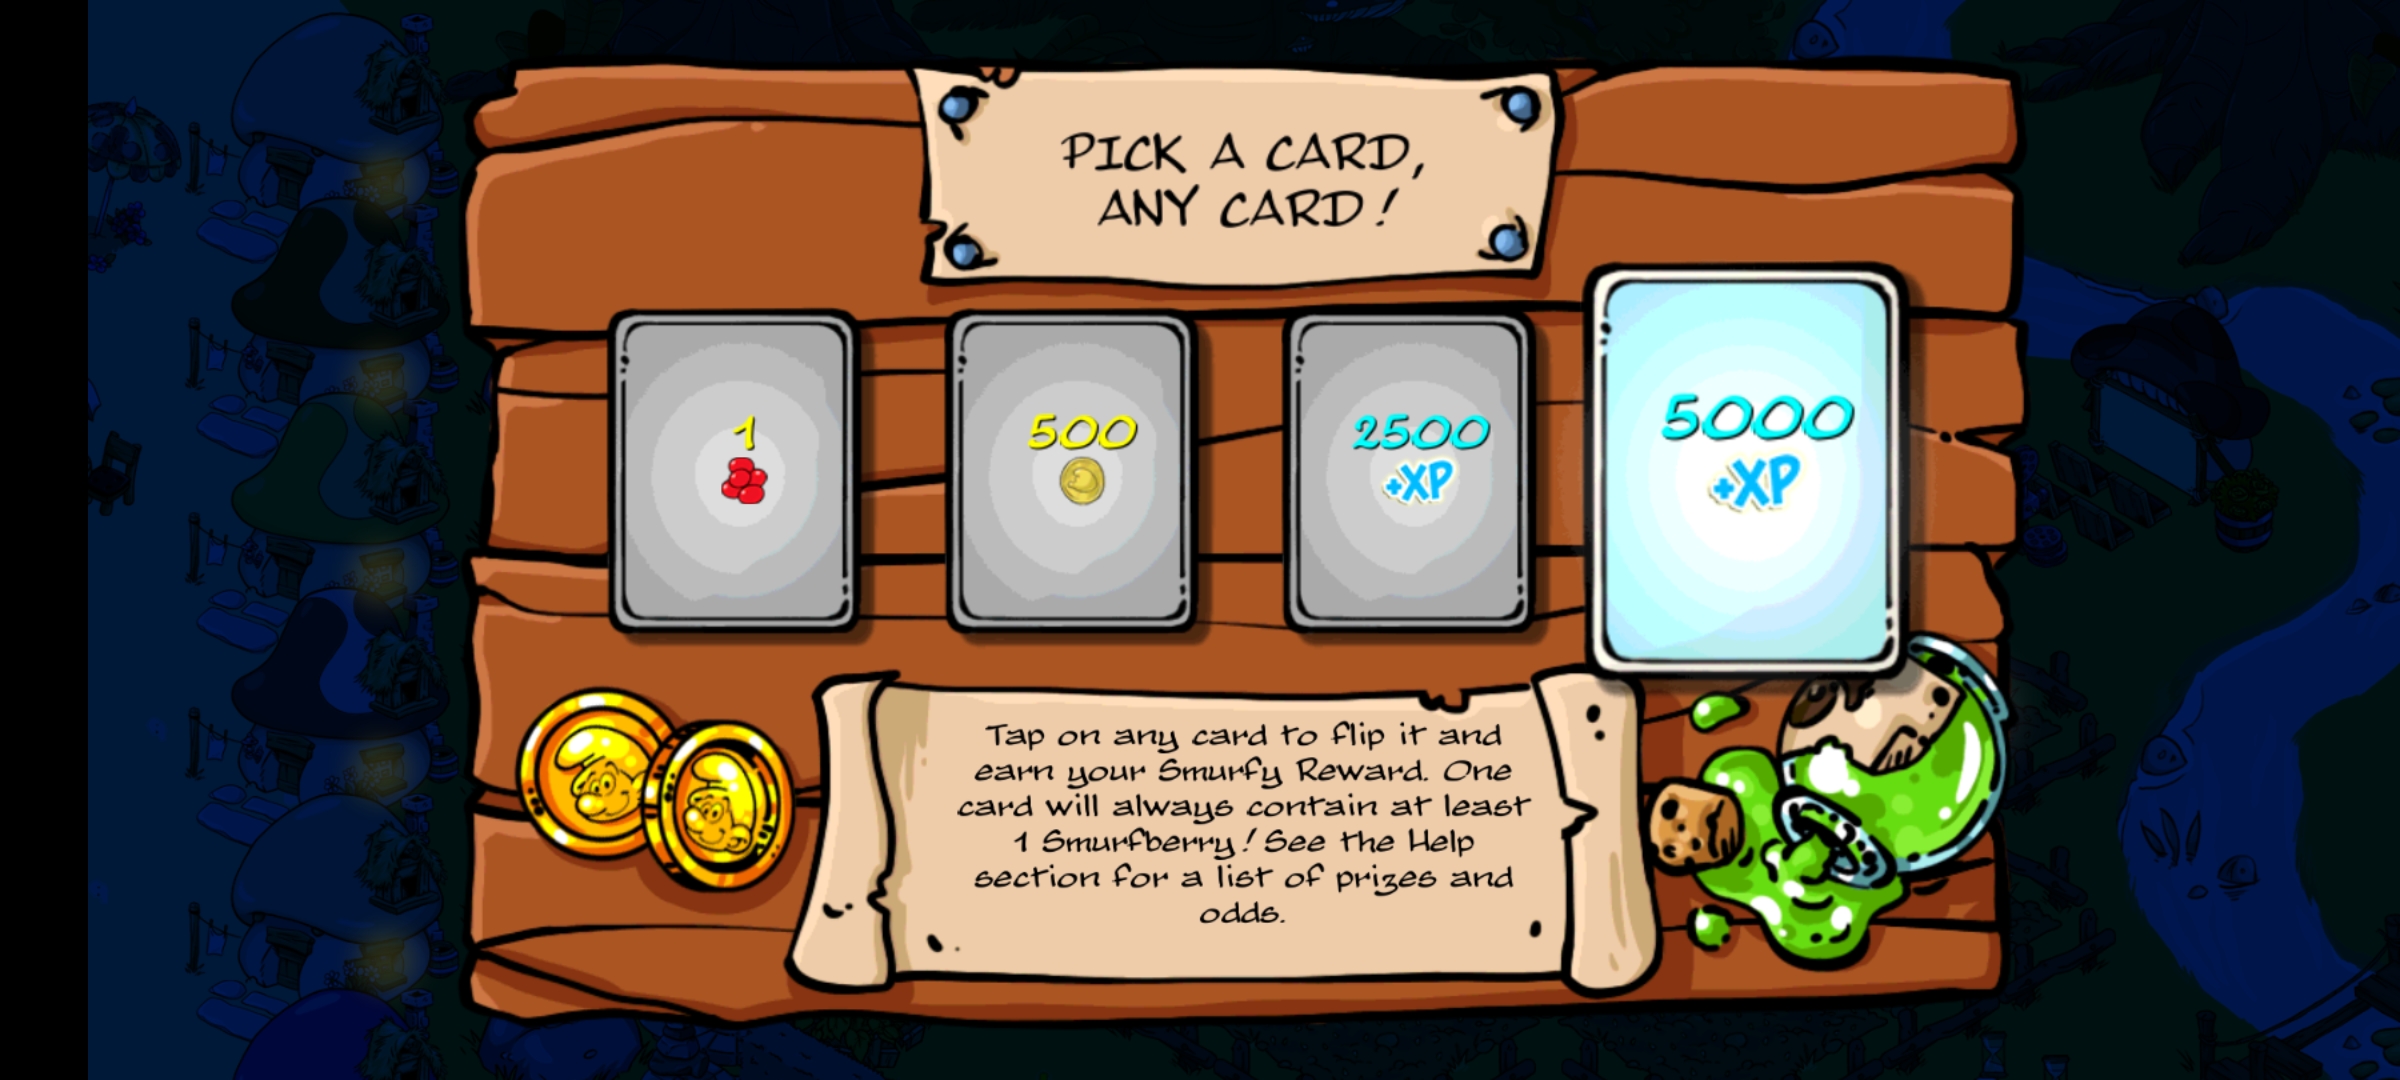 PICK A CARD,
ANY CARD!
1
500
2500
+XP
5000
+XP
Tap on any card to flip it and
earn your Smurfy Reward. One
card will always contain at least
1 Smurfberry! See the Help
section for a list of prizes and
odds.